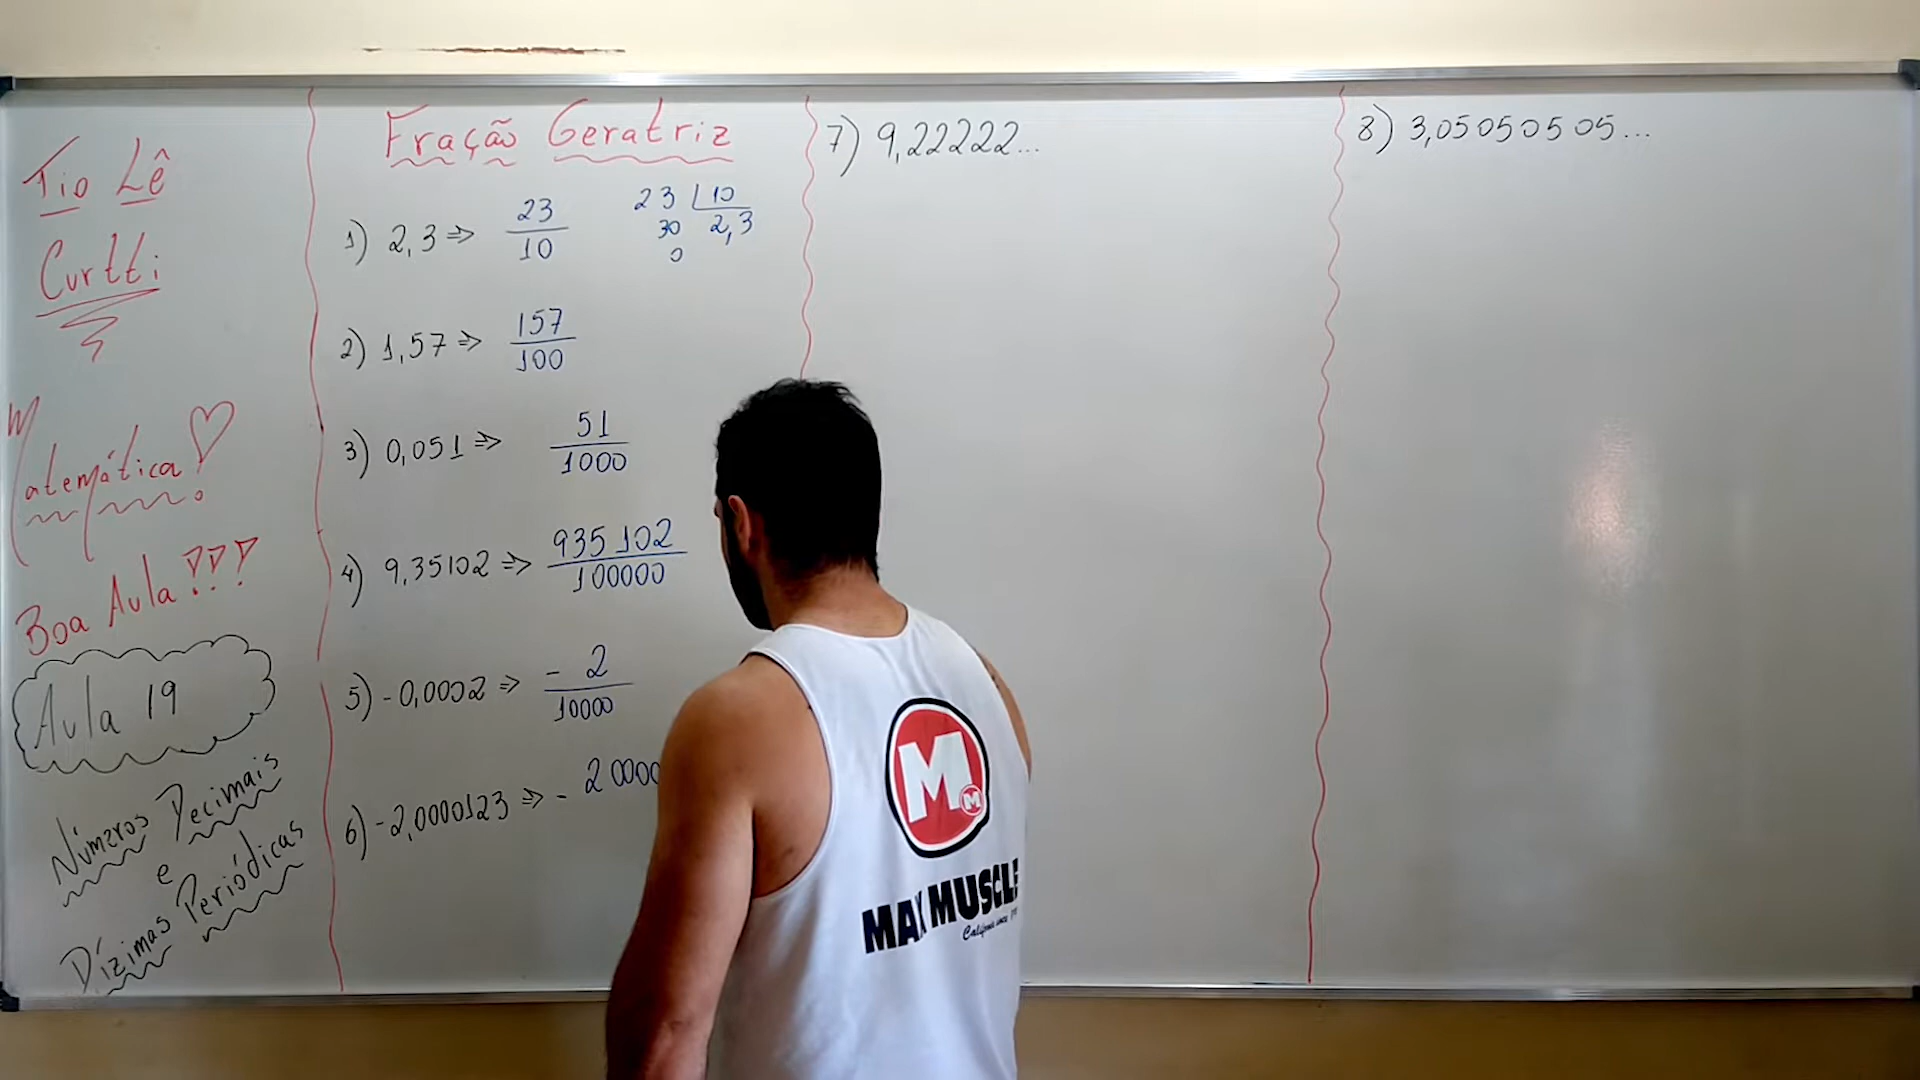 Tio Lê
Curtti
Matemática!
Boa Aula!!!
Aula 19
Números Decimais
e
Dízimas Periódicas
Fração Geratriz
1) 2,3 ⇒ 23/10
23 | 10
30 2,3
0
2) 1,57 ⇒ 157/100
3) 0,051 ⇒ 51/1000
4) 9,35102 ⇒ 935102/100000
5) -0,0002 ⇒ -2/10000
6) -2,0000123 ⇒ - 20000
7) 9,22222...
8) 3,05050505...
M
M
MAX MUSCLE